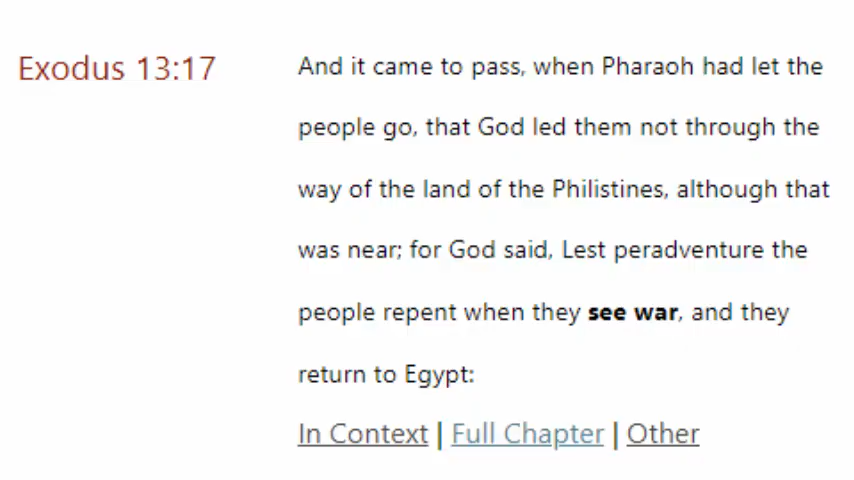 Exodus 13:17
And it came to pass, when Pharaoh had let the
people go, that God led them not through the
way of the land of the Philistines, although that
was near; for God said, Lest peradventure the
people repent when they see war, and they
return to Egypt:
In Context | Full Chapter | Other